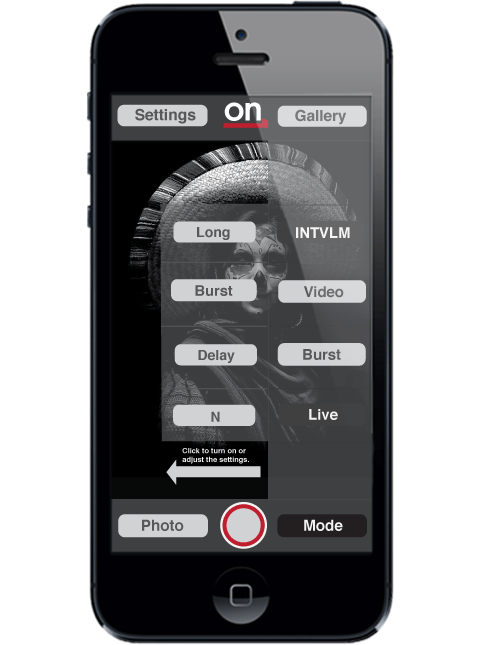 Settings
on
Gallery
Long
INTVLM
Burst
Video
Delay
Burst
N
Live
Click to turn on or
adjust the settings.
Photo
Mode